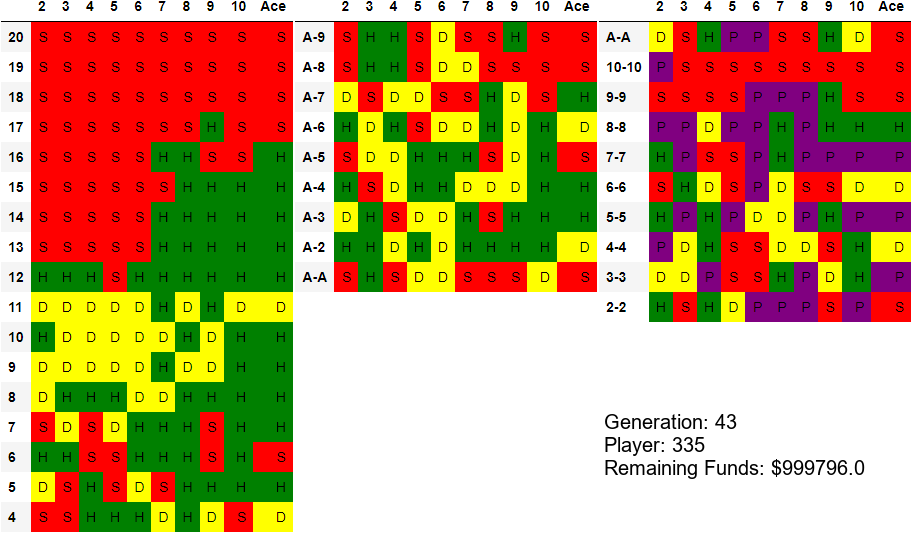 2 3 4 5 6 7 8 9 10 Ace
20 S S S S S S S S S S
19 S S S S S S S S S S
18 S S S S S S S S S S
17 S S S S S S S H S S
16 S S S S S H H S S H
15 S S S S S S H H H H
14 S S S S S H H H H H
13 S S S S S H H H H H
12 H H H S H H H H H H
11 D D D D D H D H D D
10 H D D D D D H D H H
9 D D D D D H D D H H
8 D H H H D D H H H H
7 S D S D H H H S H H
6 H H S S H H H S H S
5 D S H S D S H H H H
4 S S H H H D H D S D
2 3 4 5 6 7 8 9 10 Ace
A-9 S H H S D S S H S S
A-8 S H H S D D S S S S
A-7 D S D D S S H D S H
A-6 H D H S D D H D H D
A-5 S D D H H H S D H S
A-4 H S D H H D D D H H
A-3 D H S D D H S H H H
A-2 H H D H D H H H H D
A-A S H S D D S S S D S
2 3 4 5 6 7 8 9 10 Ace
A-A D S H P P S S H D S
10-10 P S S S S S S S S S
9-9 S S S S P P P H S S
8-8 P P D P P H P H H H
7-7 H P S S P H P P P P
6-6 S H D S P D S S D D
5-5 H P H P D D P H P P
4-4 P D H S S D D S H D
3-3 D D P S S H P D H P
2-2 H S H D P P P S P S
Generation: 43
Player: 335
Remaining Funds: $999796.0